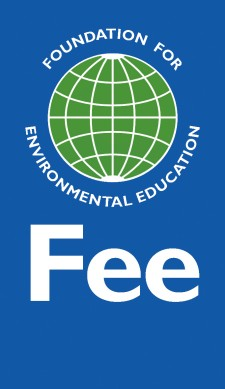 FOUNDATION FOR
ENVIRONMENTAL EDUCATION
Fee